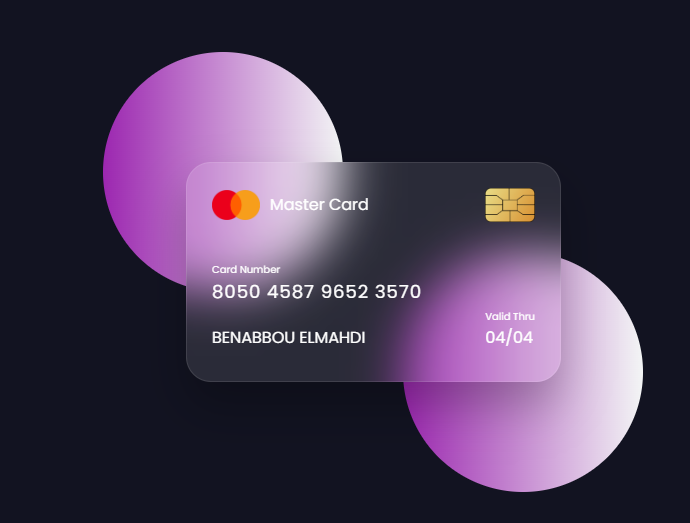 Master Card
Card Number
8050 4587 9652 3570
Valid Thru
BENABBOU ELMAHDI
04/04